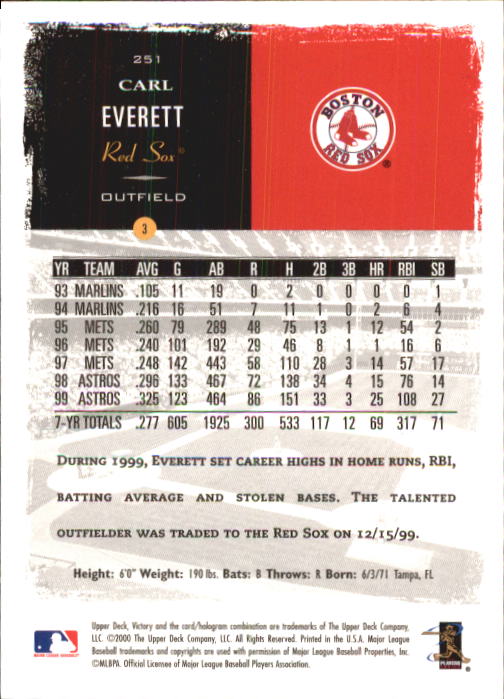 251
CARL
EVERETT
Red Sox©
OUTFIELD
BOSTON
RED SOX
®
3
YR TEAM AVG G AB R H 2B 3B HR RBI SB
93 MARLINS .105 11 19 0 2 0 0 0 0 1
94 MARLINS .216 16 51 7 11 1 0 2 6 4
95 METS .260 79 289 48 75 13 1 12 54 2
96 METS .240 101 192 29 46 8 1 1 16 6
97 METS .248 142 443 58 110 28 3 14 57 17
98 ASTROS .296 133 467 72 138 34 4 15 76 14
99 ASTROS .325 123 464 86 151 33 3 25 108 27
7-YR TOTALS .277 605 1925 300 533 117 12 69 317 71
DURING 1999, EVERETT SET CAREER HIGHS IN HOME RUNS, RBI,
BATTING AVERAGE AND STOLEN BASES. THE TALENTED
OUTFIELDER WAS TRADED TO THE RED SOX ON 12/15/99.
Height: 6'0" Weight: 190 lbs. Bats: B Throws: R Born: 6/3/71 Tampa, FL
Upper Deck, Victory and the card/hologram combination are trademarks of The Upper Deck Company,
LLC. ©2000 The Upper Deck Company, LLC. All Rights Reserved. Printed in the U.S.A. Major League
Baseball trademarks and copyrights are used with permission of Major League Baseball Properties, Inc.
©MLBPA. Official Licensee of Major League Baseball Players Association.
MAJOR LEAGUE BASEBALL
PLAYERS